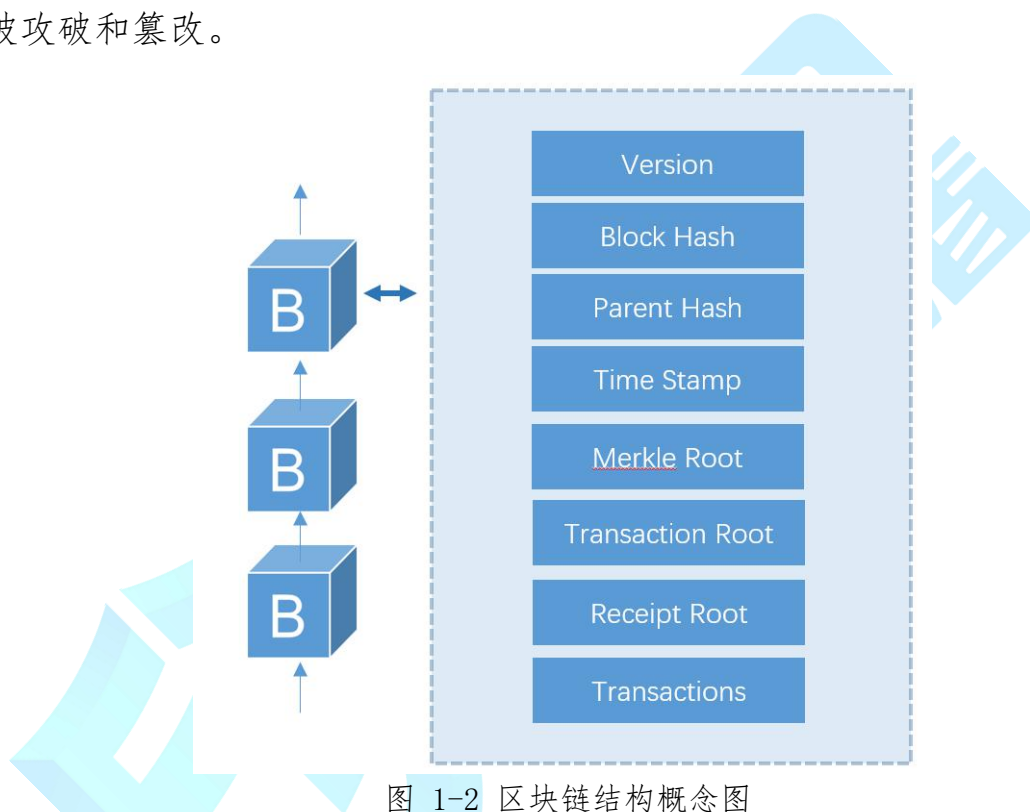 被攻破和篡改。
Version
Block Hash
Parent Hash
Time Stamp
Merkle Root
Transaction Root
Receipt Root
Transactions
B
B
B
图 1-2 区块链结构概念图